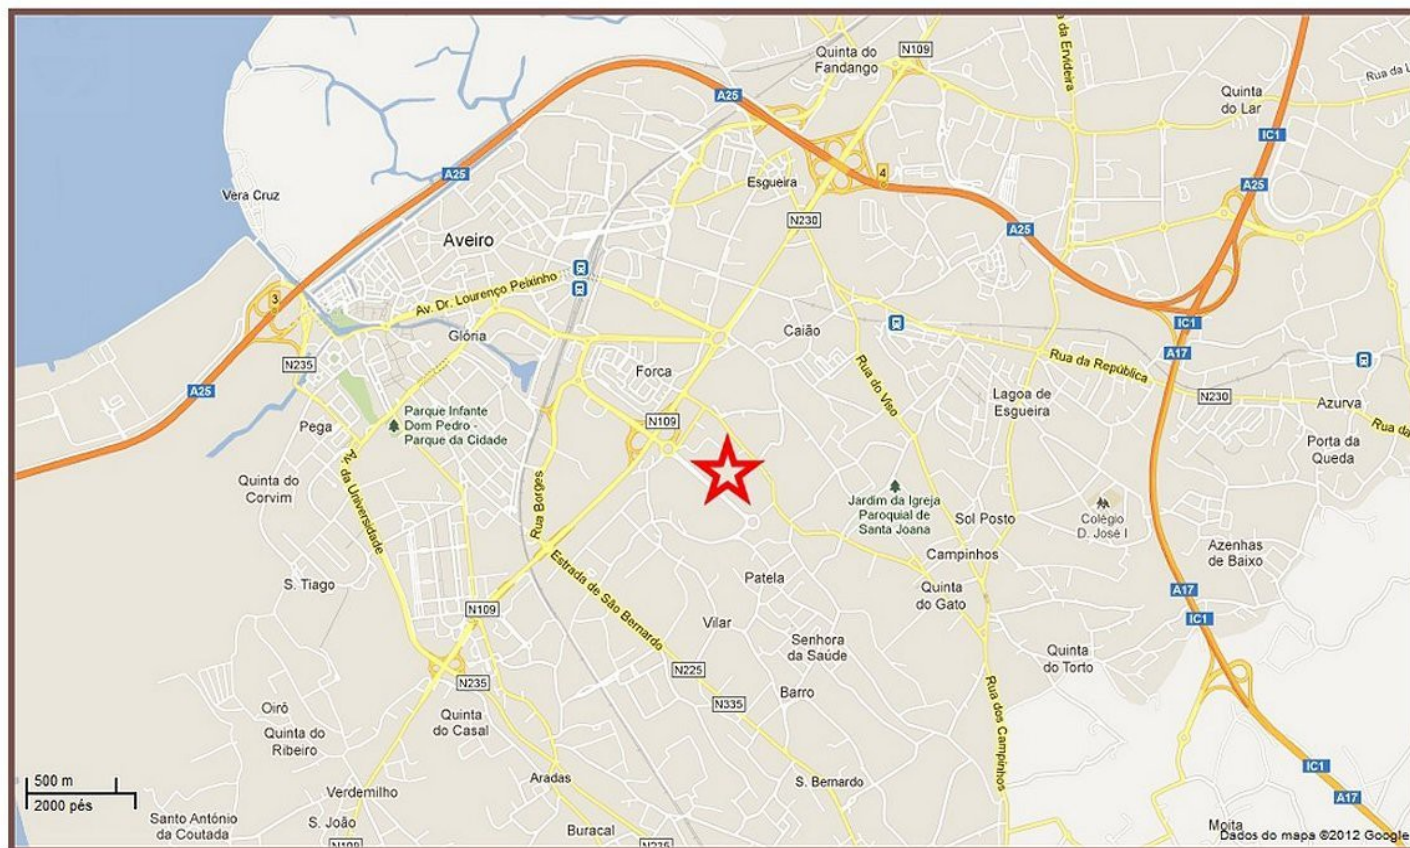 N109
Quinta do
Fandango
Rua da L
Quinta
do Lar
A25
IC1
A25
Esgueira
4
A25
Vera Cruz
N230
A25
Aveiro
3
Av. Dr. Lourenço Peixinho
Glória
Caião
IC1
A17
Rua da República
N235
A25
Forca
Rua do Viso
Lagoa de
Esgueira
N230
Azurva
Rua da
Pega
Parque Infante
Dom Pedro -
Parque da Cidade
N109
Porta da
Queda
Quinta do
Corvim
Av. da Universidade
Rua Borges
Jardim da Igreja
Paroquial de
Santa Joana
Sol Posto
Colégio
D. José I
Campinhos
Azenhas
de Baixo
S. Tiago
Estrada de São Bernardo
Patela
Quinta
do Gato
A17
IC1
N109
Vilar
Senhora
da Saúde
Quinta
do Torto
N235
N225
Barro
N335
Rua dos Campinhos
Oirô
Quinta do
Ribeiro
Quinta
do Casal
500 m
2000 pés
Verdemilho
Aradas
S. Bernardo
IC1
A17
Santo António
da Coutada
S. João
Buracal
Moita
N109
N235
Dados do mapa ©2012 Google